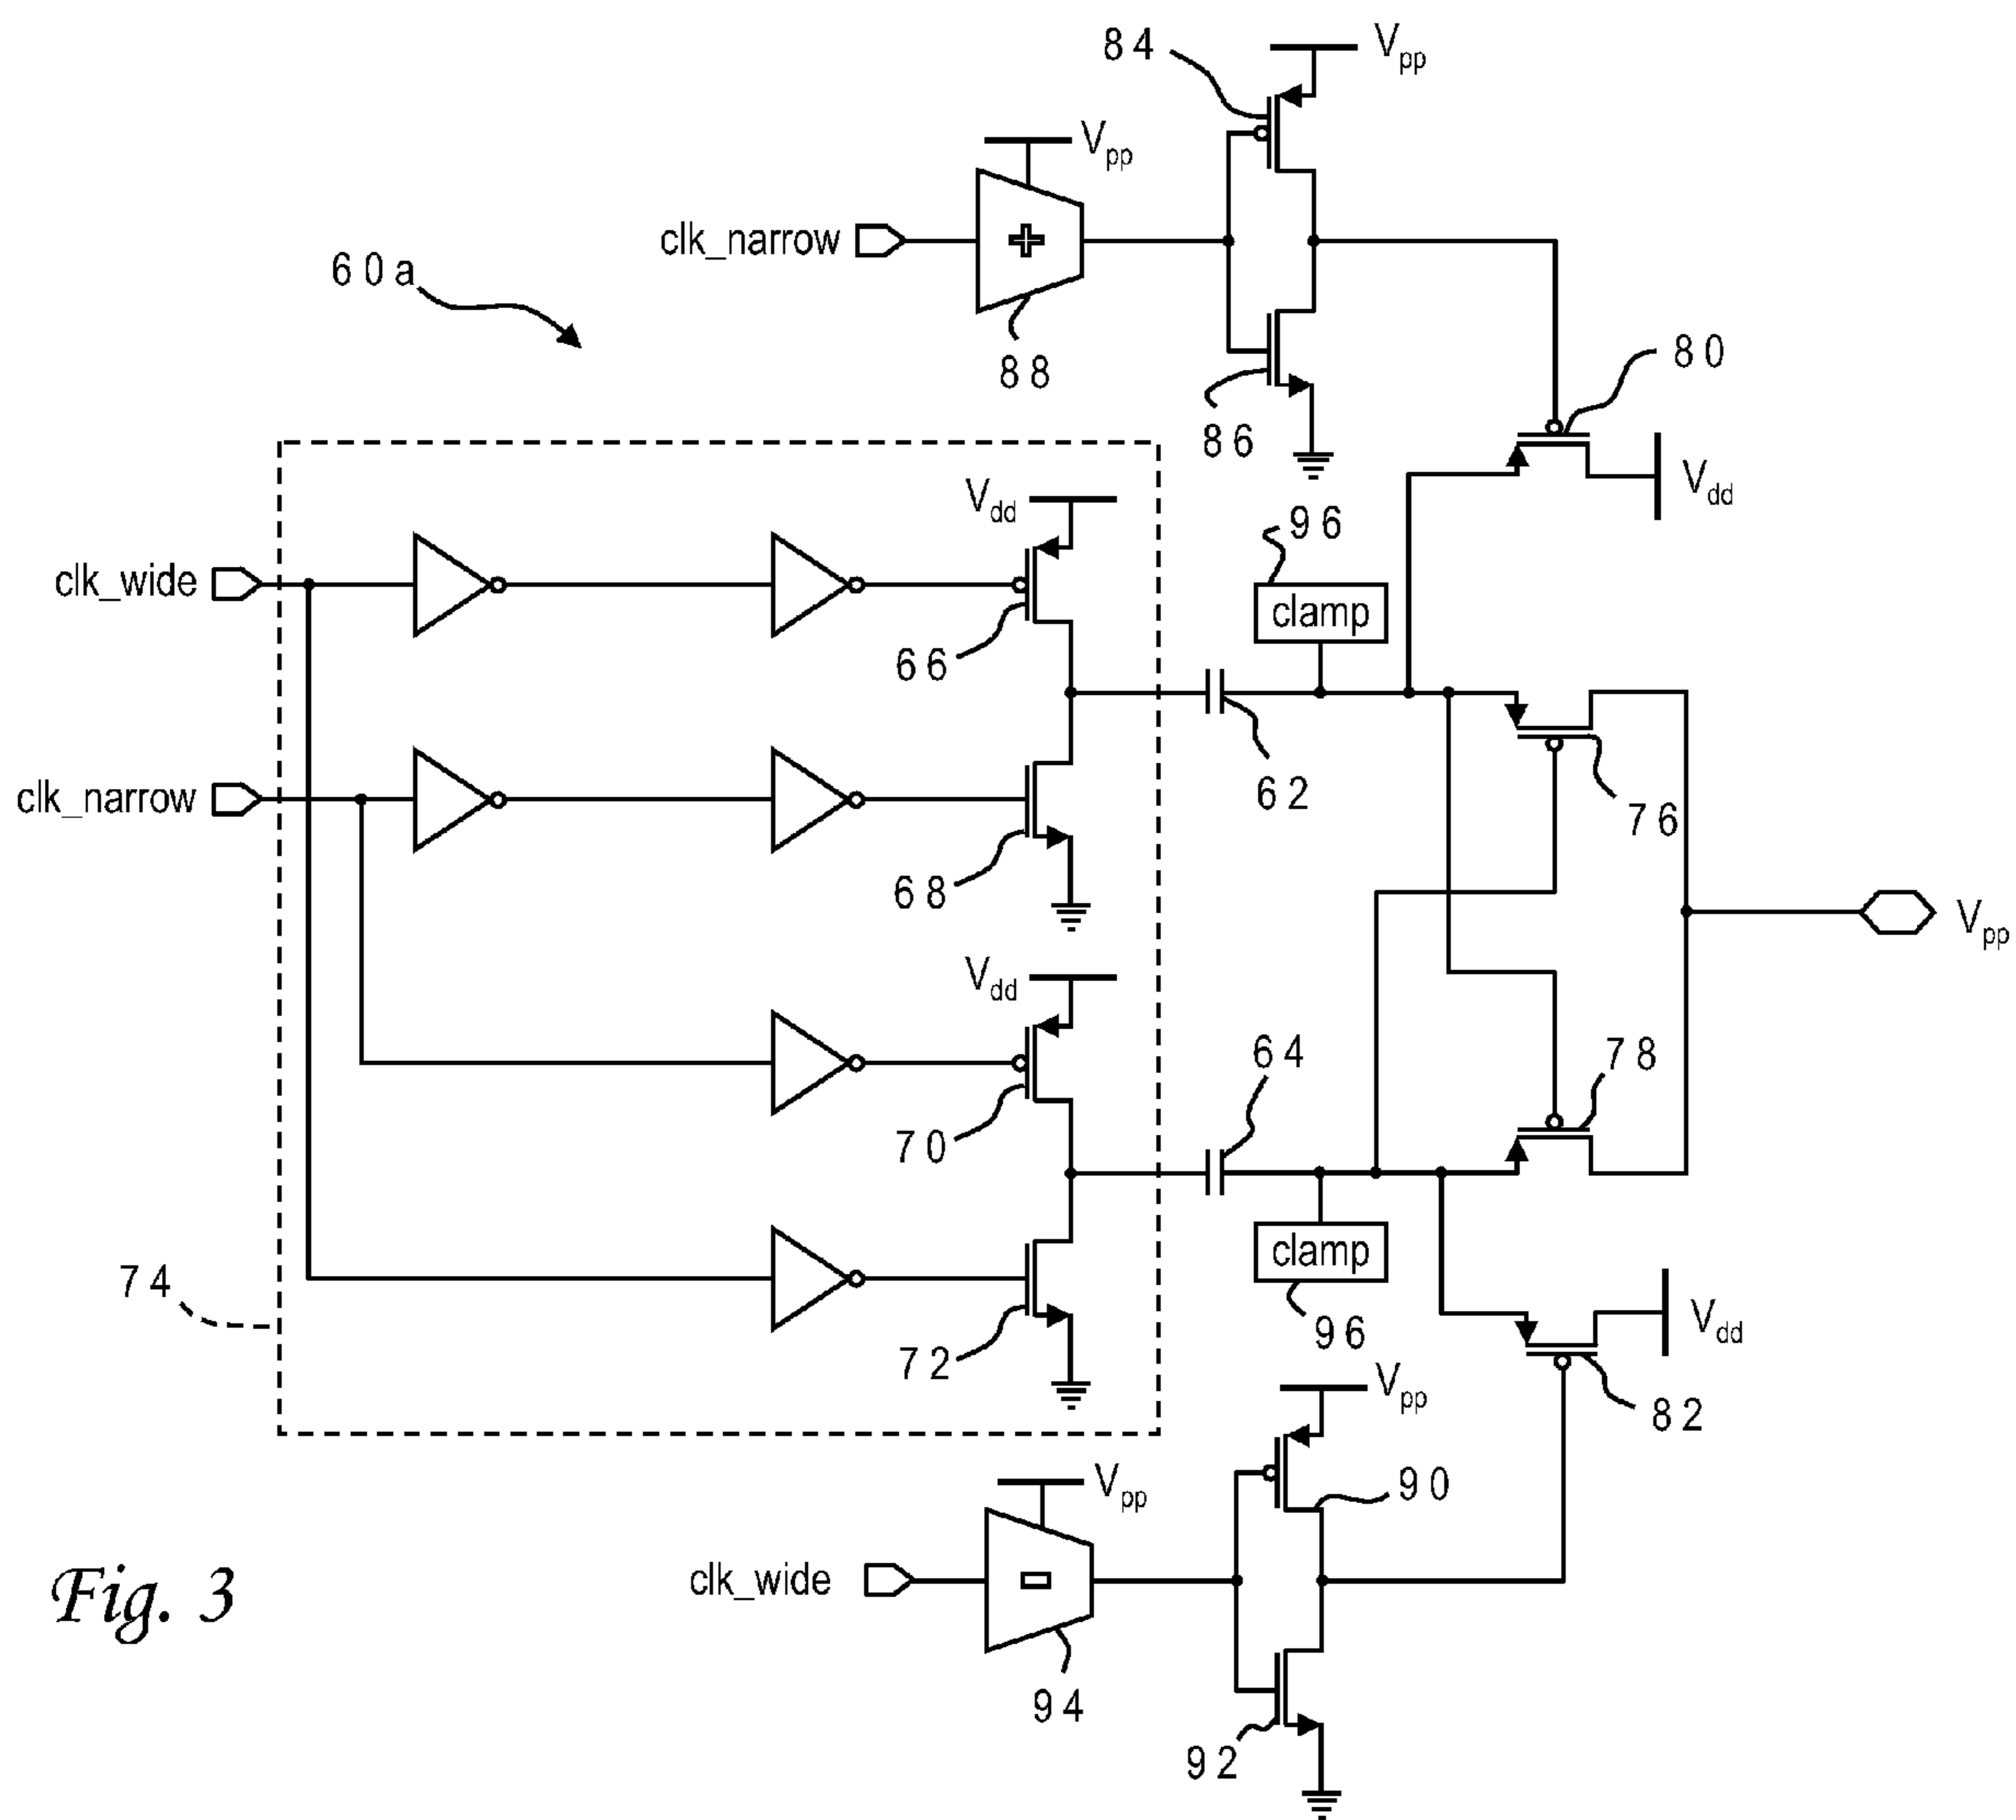 84
Vpp
Vpp
clk_narrow
+
60a
88
86
80
Vdd
Vdd
96
clamp
clk_wide
66
62
clk_narrow
76
68
Vpp
Vdd
64
78
70
clamp
96
74
Vdd
72
82
Vpp
Vpp
90
Fig. 3
clk_wide
-
94
92